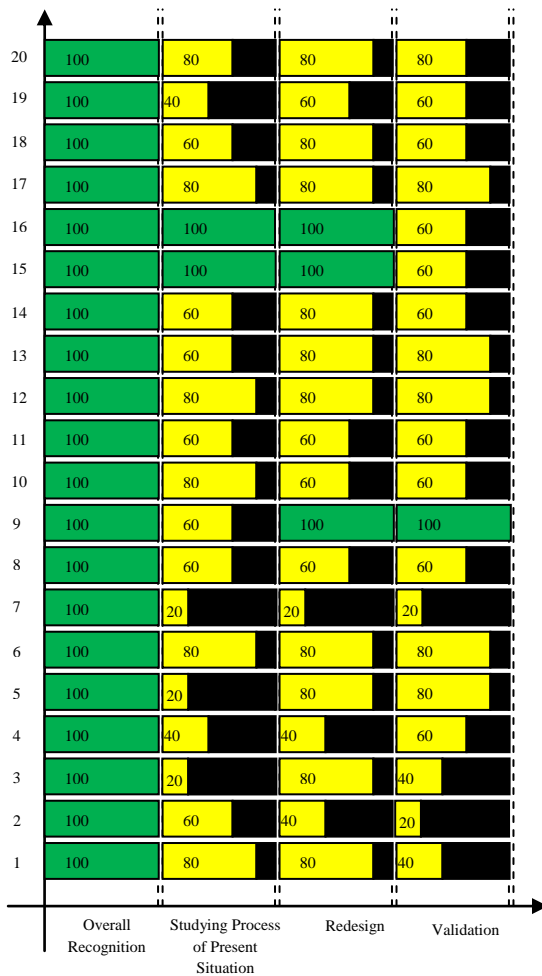 20 100 80 80 80
19 100 40 60 60
18 100 60 80 60
17 100 80 80 80
16 100 100 100 60
15 100 100 100 60
14 100 60 80 60
13 100 60 80 80
12 100 80 80 80
11 100 60 60 60
10 100 80 60 60
9 100 60 100 100
8 100 60 60 60
7 100 20 20 20
6 100 80 80 80
5 100 20 80 80
4 100 40 40 60
3 100 20 80 40
2 100 60 40 20
1 100 80 80 40
Overall
Recognition
Studying Process
of Present
Situation
Redesign
Validation